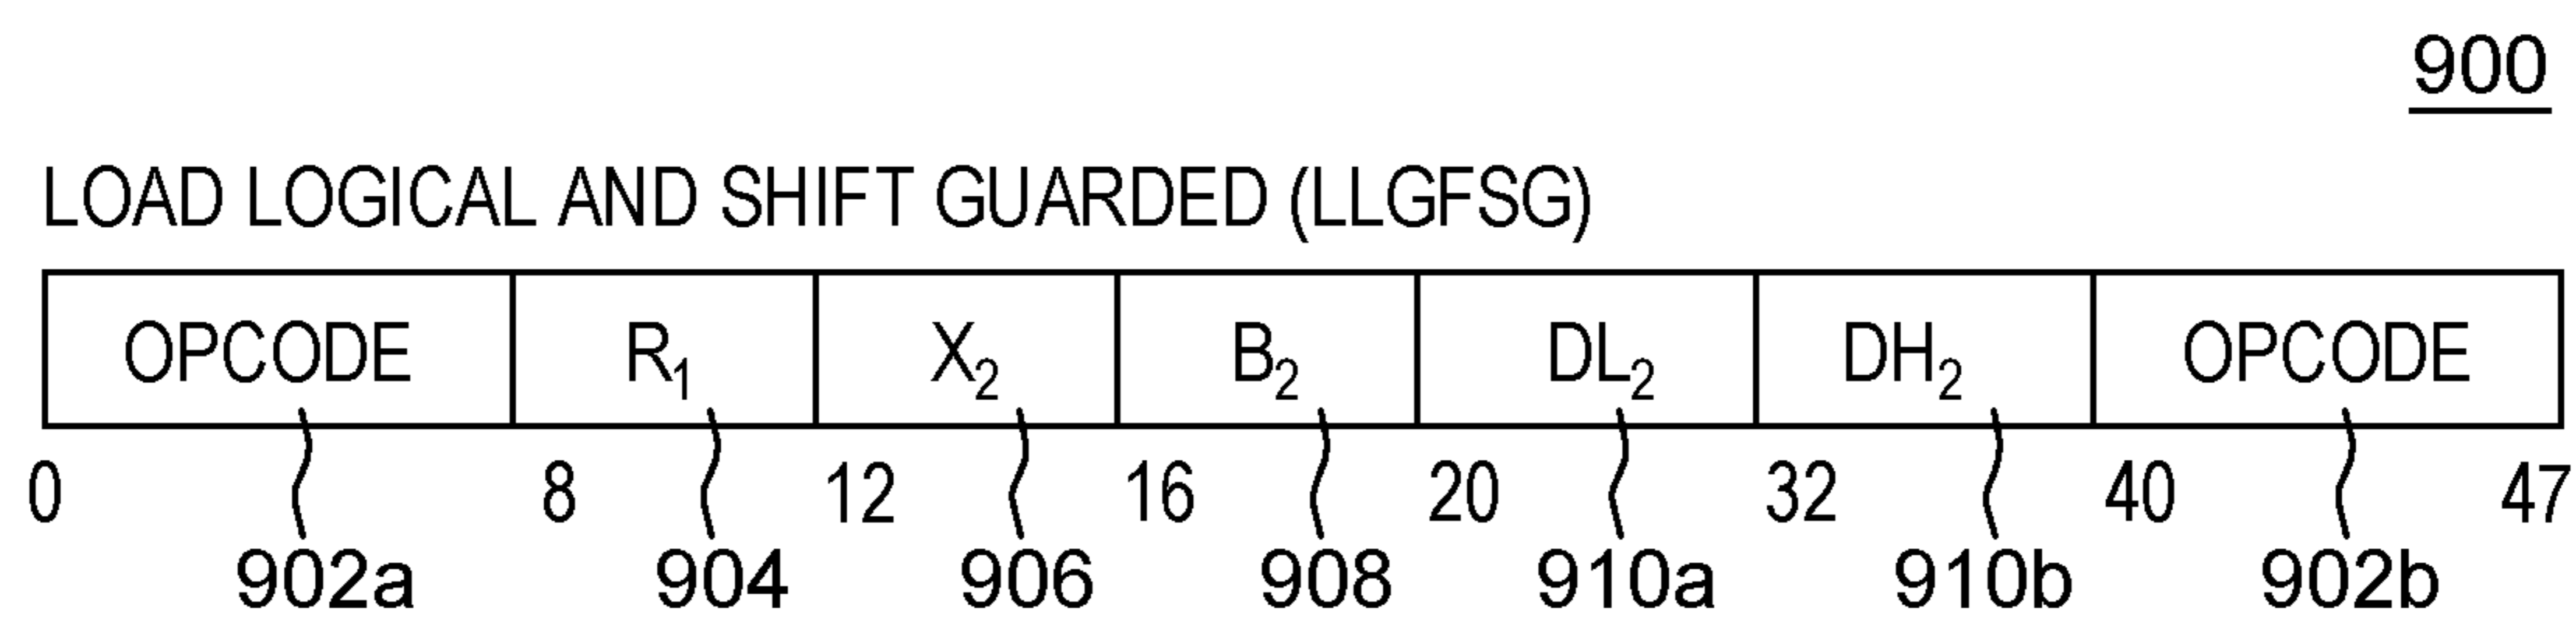 900
LOAD LOGICAL AND SHIFT GUARDED (LLGFSG)
OPCODE R₁ X₂ B₂ DL₂ DH₂ OPCODE
0 8 12 16 20 32 40 47
902a 904 906 908 910a 910b 902b